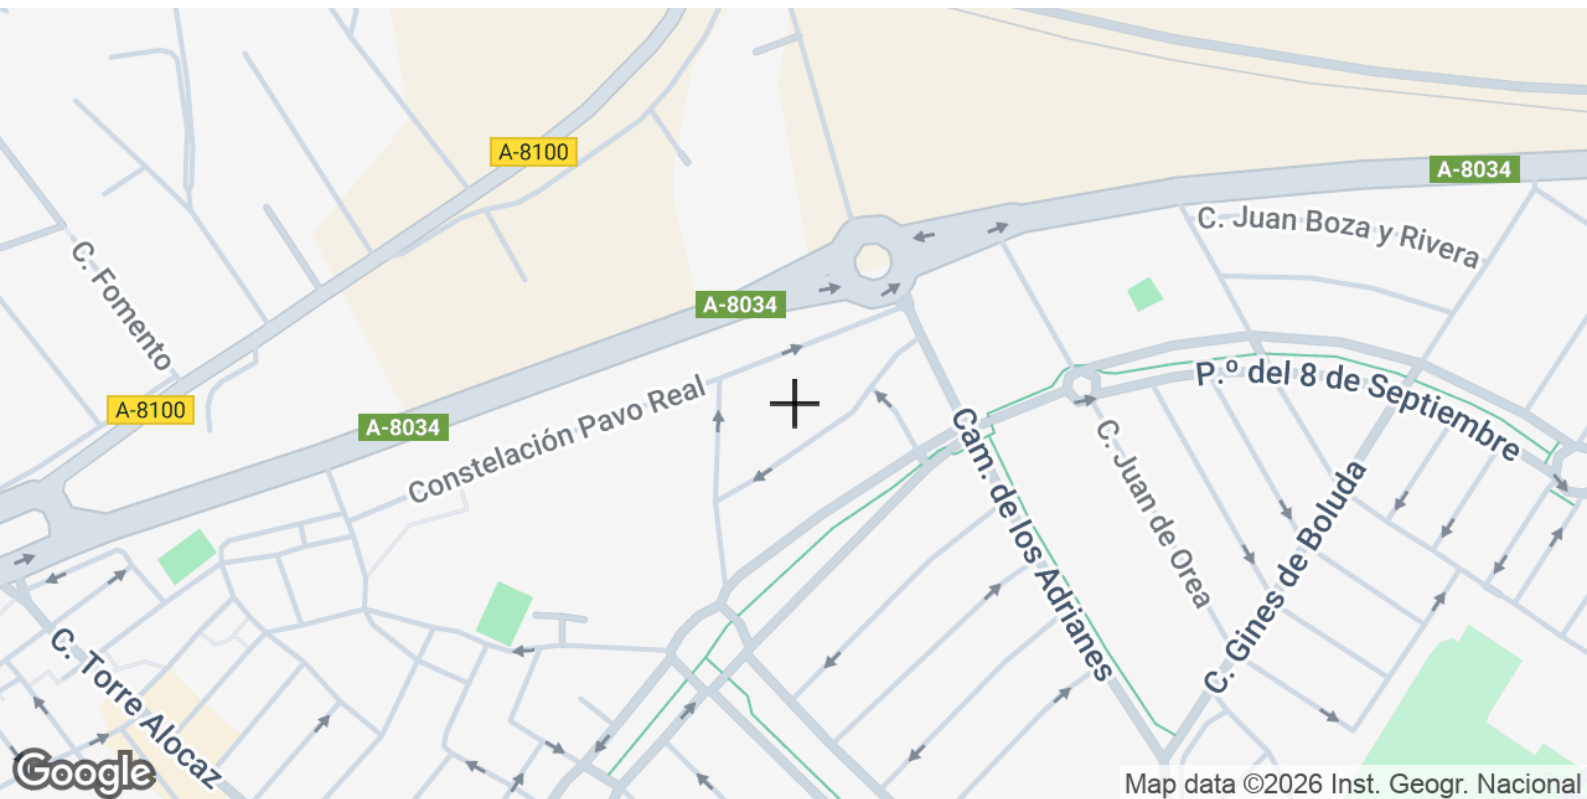 A-8100
A-8034
C. Juan Boza y Rivera
C. Fomento
A-8034
A-8100
A-8034
Constelación Pavo Real
P.º del 8 de Septiembre
Cam. de los Adrianes
C. Juan de Orea
C. Gines de Boluda
C. Torre Alocaz
Google
Map data ©2026 Inst. Geogr. Nacional